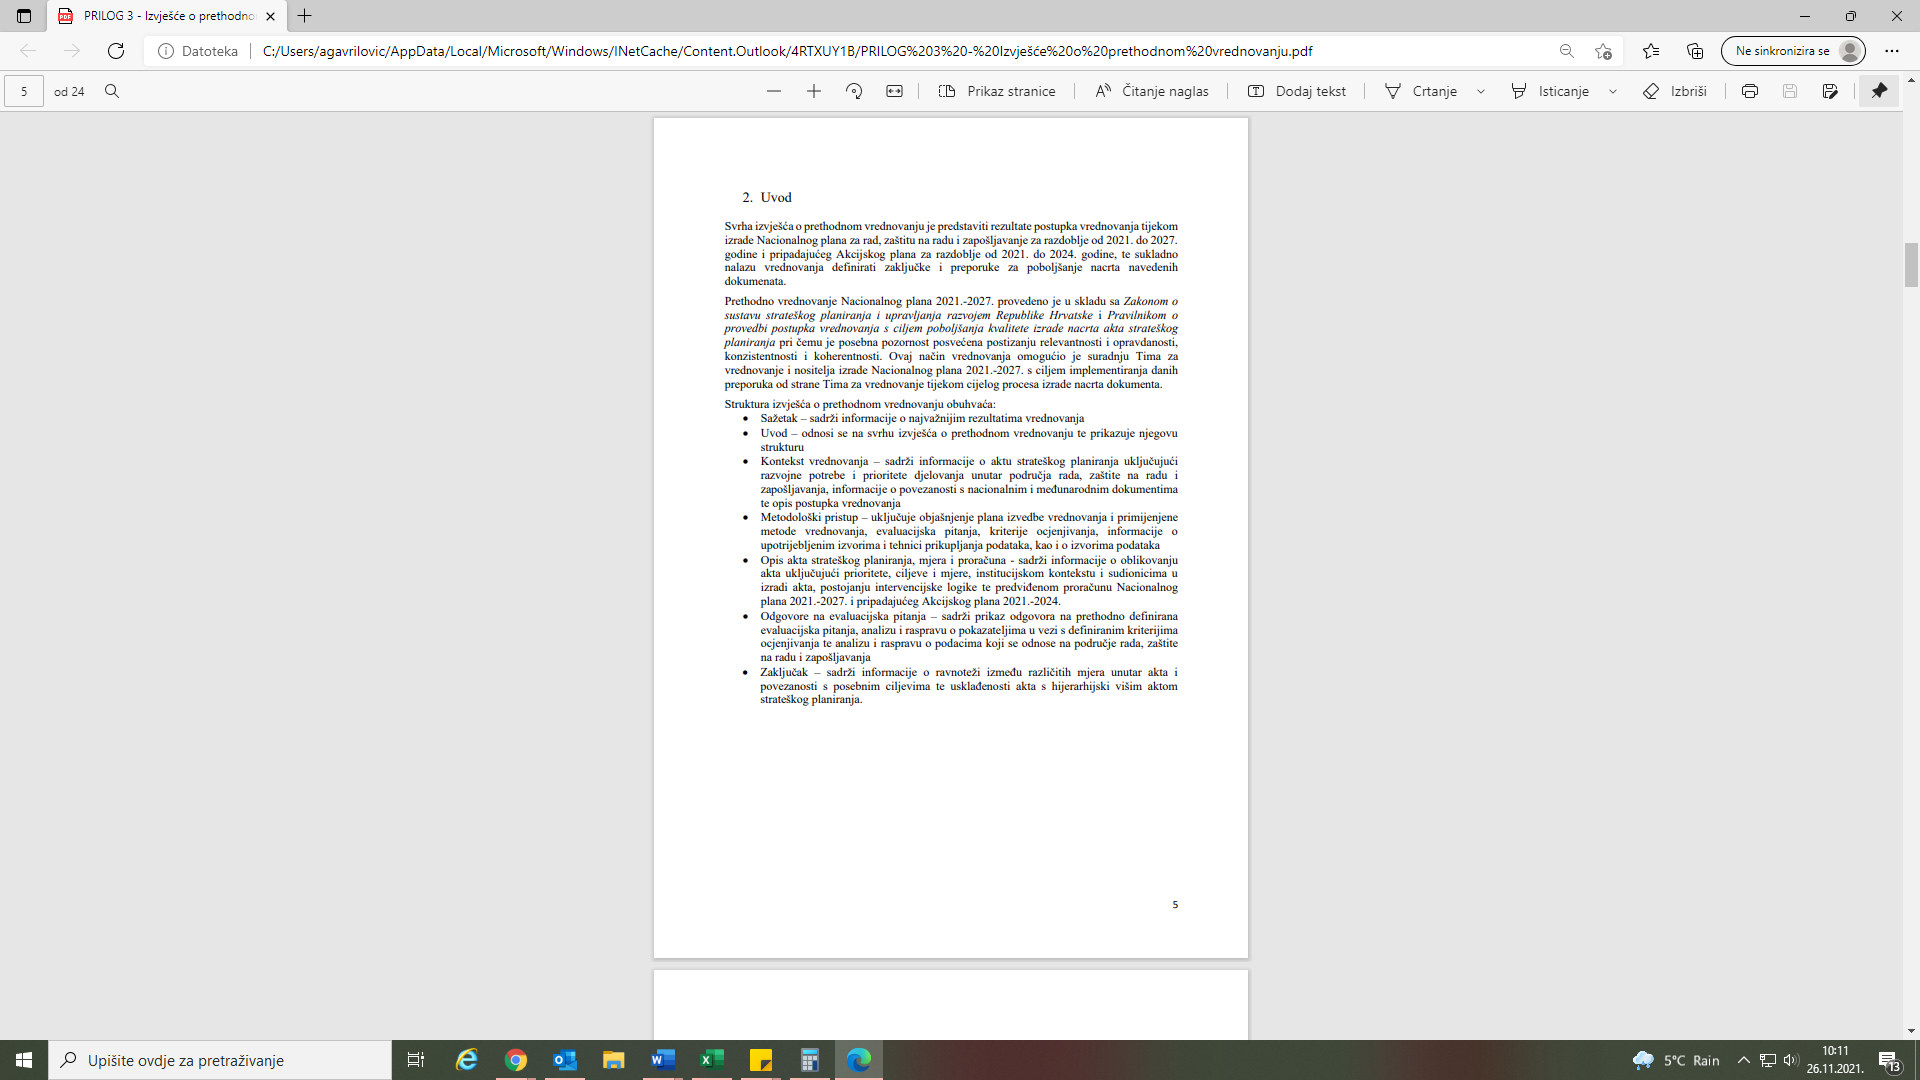 PRILOG 3 - Izvješće o prethodno
Datoteka
C:/Users/agavrilovic/AppData/Local/Microsoft/Windows/INetCache/Content.Outlook/4RTXUY1B/PRILOG%203%20-%20Izvješće%20o%20prethodnom%20vrednovanju.pdf
Ne sinkronizira se
5 od 24
Prikaz stranice
Čitanje naglas
Dodaj tekst
Crtanje
Isticanje
Izbriši
2. Uvod
Svrha izvješća o prethodnom vrednovanju je predstaviti rezultate postupka vrednovanja tijekom
izrade Nacionalnog plana za rad, zaštitu na radu i zapošljavanje za razdoblje od 2021. do 2027.
godine i pripadajućeg Akcijskog plana za razdoblje od 2021. do 2024. godine, te sukladno
nalazu vrednovanja definirati zaključke i preporuke za poboljšanje nacrta navedenih
dokumenata.
Prethodno vrednovanje Nacionalnog plana 2021.-2027. provedeno je u skladu sa Zakonom o
sustavu strateškog planiranja i upravljanja razvojem Republike Hrvatske i Pravilnikom o
provedbi postupka vrednovanja s ciljem poboljšanja kvalitete izrade nacrta akta strateškog
planiranja pri čemu je posebna pozornost posvećena postizanju relevantnosti i opravdanosti,
konzistentnosti i koherentnosti. Ovaj način vrednovanja omogućio je suradnju Tima za
vrednovanje i nositelja izrade Nacionalnog plana 2021.-2027. s ciljem implementiranja danih
preporuka od strane Tima za vrednovanje tijekom cijelog procesa izrade nacrta dokumenta.
Struktura izvješća o prethodnom vrednovanju obuhvaća:
• Sažetak – sadrži informacije o najvažnijim rezultatima vrednovanja
• Uvod – odnosi se na svrhu izvješća o prethodnom vrednovanju te prikazuje njegovu
strukturu
• Kontekst vrednovanja – sadrži informacije o aktu strateškog planiranja uključujući
razvojne potrebe i prioritete djelovanja unutar područja rada, zaštite na radu i
zapošljavanja, informacije o povezanosti s nacionalnim i međunarodnim dokumentima
te opis postupka vrednovanja
• Metodološki pristup – uključuje objašnjenje plana izvedbe vrednovanja i primijenjene
metode vrednovanja, evaluacijska pitanja, kriterije ocjenjivanja, informacije o
upotrijebljenim izvorima i tehnici prikupljanja podataka, kao i o izvorima podataka
• Opis akta strateškog planiranja, mjera i proračuna - sadrži informacije o oblikovanju
akta uključujući prioritete, ciljeve i mjere, institucijskom kontekstu i sudionicima u
izradi akta, postojanju intervencijske logike te predviđenom proračunu Nacionalnog
plana 2021.-2027. i pripadajućeg Akcijskog plana 2021.-2024.
• Odgovore na evaluacijska pitanja – sadrži prikaz odgovora na prethodno definirana
evaluacijska pitanja, analizu i raspravu o pokazateljima u vezi s definiranim kriterijima
ocjenjivanja te analizu i raspravu o podacima koji se odnose na područje rada, zaštite
na radu i zapošljavanja
• Zaključak – sadrži informacije o ravnoteži između različitih mjera unutar akta i
povezanosti s posebnim ciljevima te usklađenosti akta s hijerarhijski višim aktom
strateškog planiranja.
5
Upišite ovdje za pretraživanje
5°C Rain
10:11
26.11.2021.
13